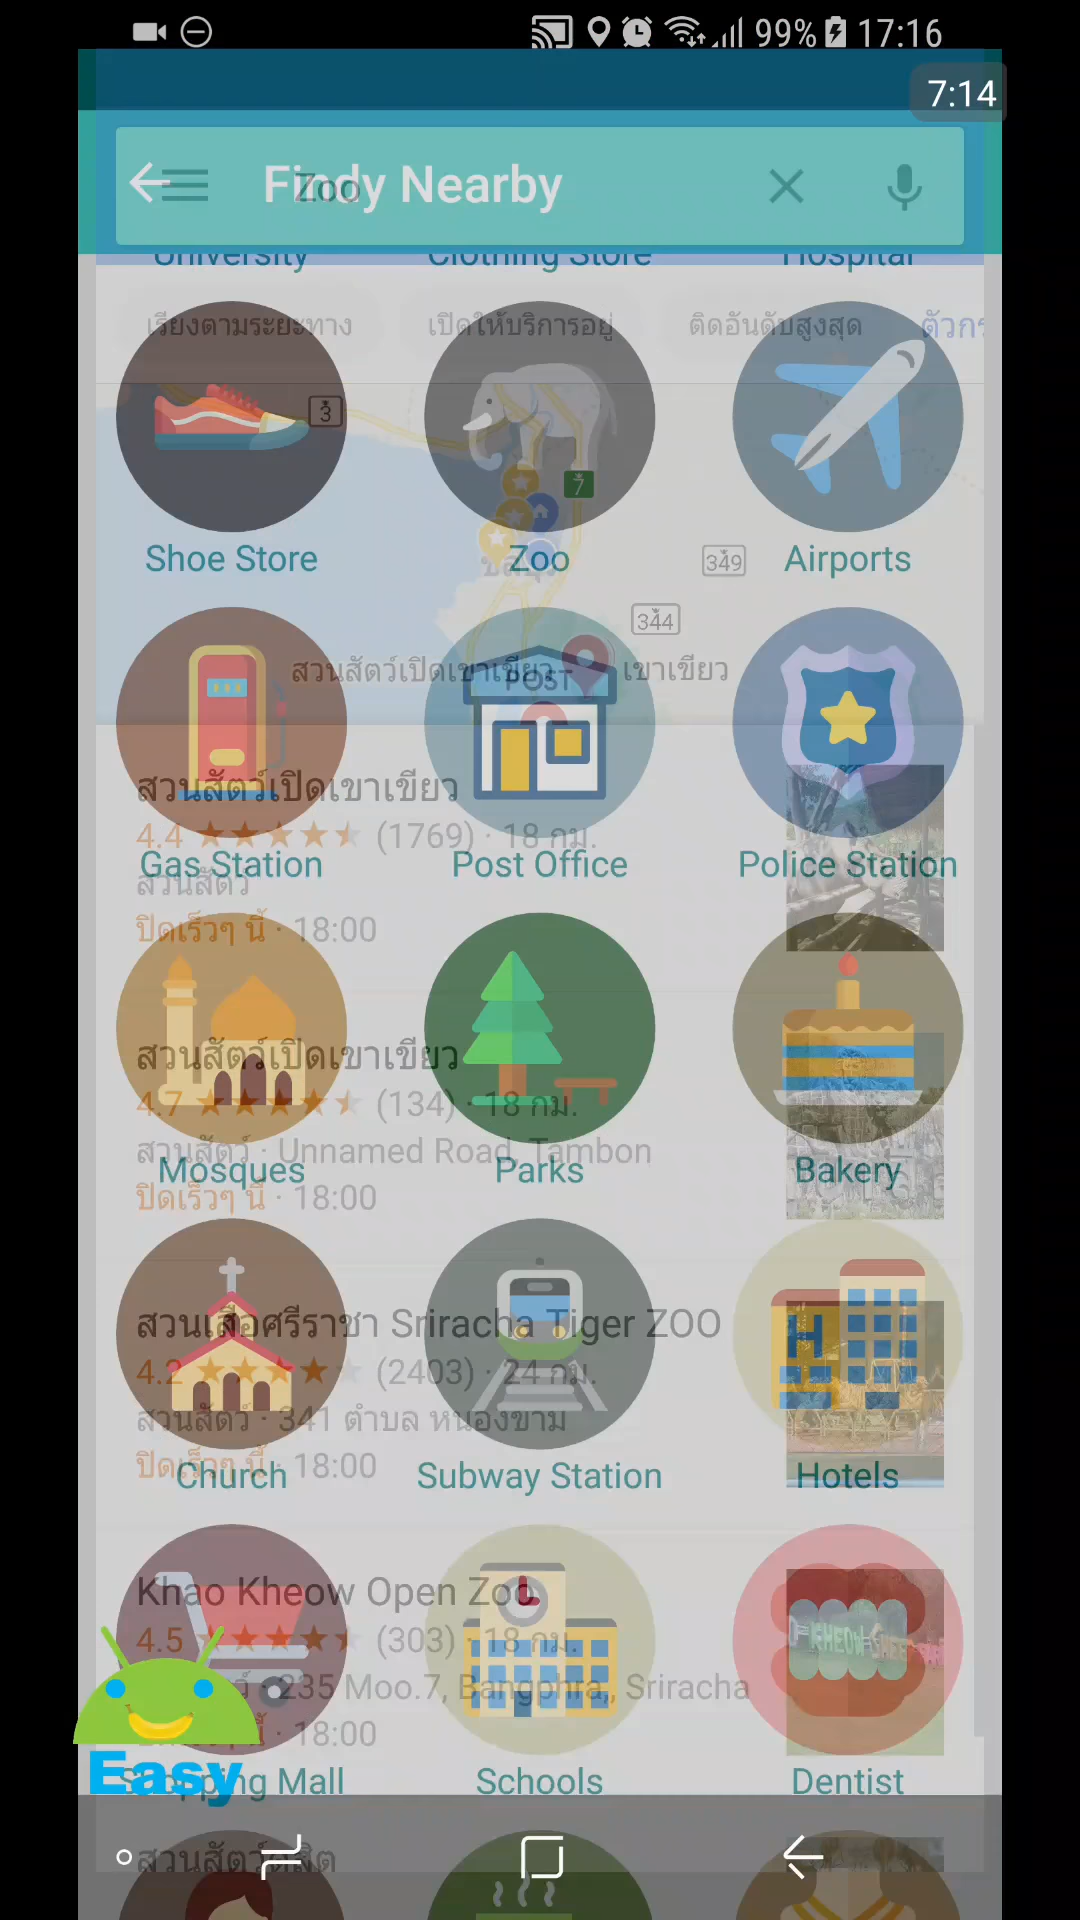 99% 17:16
7:14
Findy Nearby
Zoo
University Clothing Store Hospital
เรียงตามระยะทาง เปิดให้บริการอยู่ ติดอันดับสูงสุด
3
7
Shoe Store Zoo Airports
349
344
สวนสัตว์เปิดเขาเขียว เขาเขียว
POST
สวนสัตว์เปิดเขาเขียว
4.4 (1769) · 18 กม.
Gas Station Post Office Police Station
สวนสัตว์
ปิดเร็วๆ นี้ · 18:00
สวนสัตว์เปิดเขาเขียว
4.7 (134) · 18 กม.
สวนสัตว์ · Unnamed Road, Tambon
Mosques Parks Bakery
ปิดเร็วๆ นี้ · 18:00
สวนเสือศรีราชา Sriracha Tiger ZOO
4.2 (2403) · 24 กม.
สวนสัตว์ · 341 ตำบล หนองขาม
ปิดเร็วๆ นี้ · 18:00
Church Subway Station Hotels
Khao Kheow Open Zoo
4.5 (303) · 18 กม.
235 Moo.7, Bangphra,, Sriracha
18:00
Easy
Shopping Mall Schools Dentist
สวนสัตว์ดุสิต